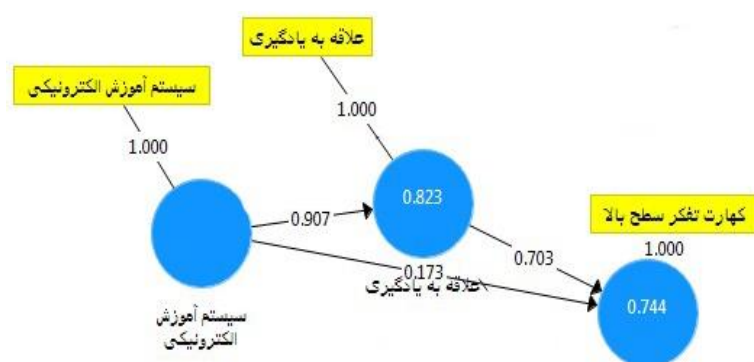 علاقه به یادگیری
سیستم آموزش الکترونیکی
1.000
1.000
0.823
کهارت تفکر سطح بالا
1.000
0.907
0.703
0.173
علاقه به یادگیری
0.744
سیستم آموزش
الکترونیکی